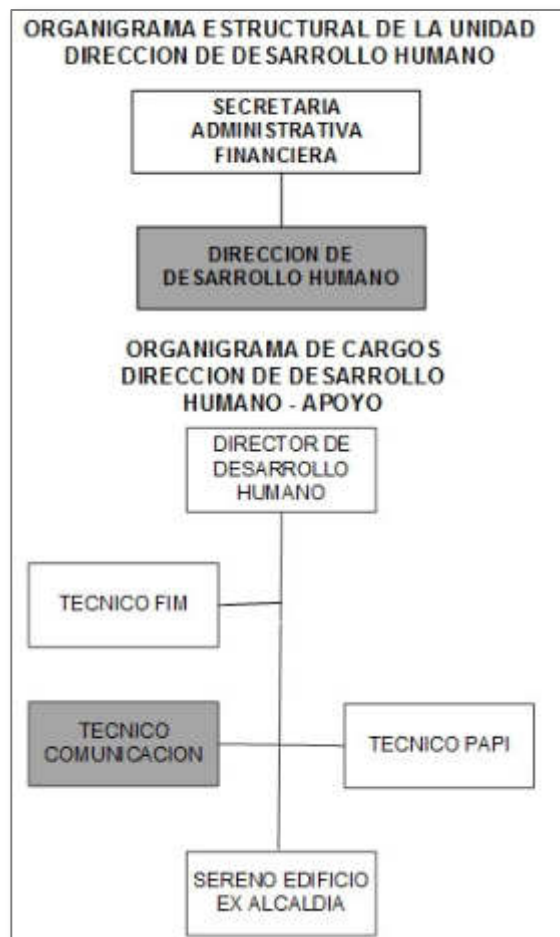 ORGANIGRAMA ESTRUCTURAL DE LA UNIDAD
DIRECCION DE DESARROLLO HUMANO
SECRETARIA
ADMINISTRATIVA
FINANCIERA
DIRECCION DE
DESARROLLO HUMANO
ORGANIGRAMA DE CARGOS
DIRECCION DE DESARROLLO
HUMANO - APOYO
DIRECTOR DE
DESARROLLO
HUMANO
TECNICO FIM
TECNICO
COMUNICACION
TECNICO PAPI
SERENO EDIFICIO
EX ALCALDIA